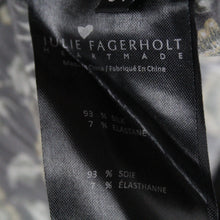 JULIE FAGERHOLT
HEARTMADE
Made in China / Fabriqué En Chine
93 % SILK
7 % ELASTANE
93 % SOIE
7 % ÉLASTHANNE